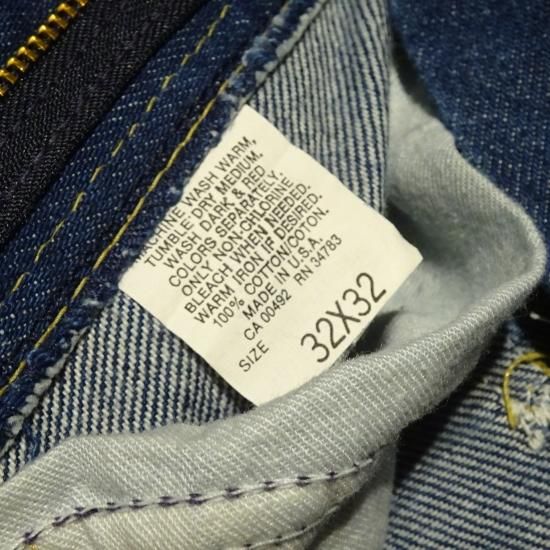 MACHINE WASH WARM,
TUMBLE DRY MEDIUM.
WASH DARK & RED
COLORS SEPARATELY.
ONLY NON-CHLORINE
BLEACH WHEN NEEDED.
WARM IRON IF DESIRED.
100% COTTON/COTON.
MADE IN U.S.A.
CA 00492 RN 34783
SIZE 32X32